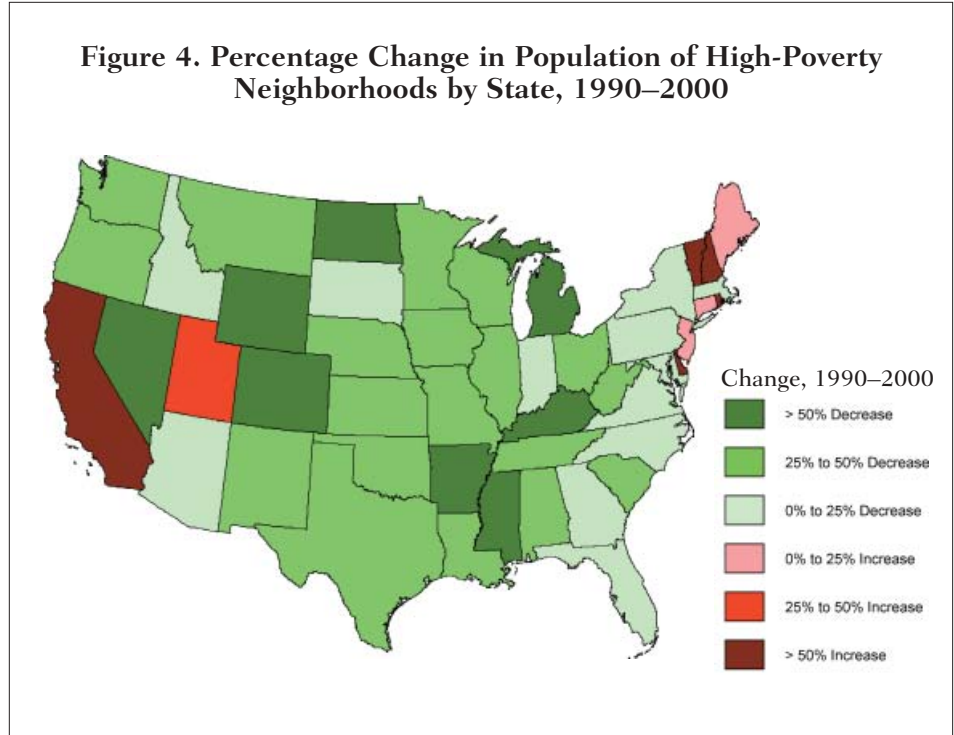 Figure 4. Percentage Change in Population of High-Poverty
Neighborhoods by State, 1990–2000
Change, 1990–2000
> 50% Decrease
25% to 50% Decrease
0% to 25% Decrease
0% to 25% Increase
25% to 50% Increase
> 50% Increase